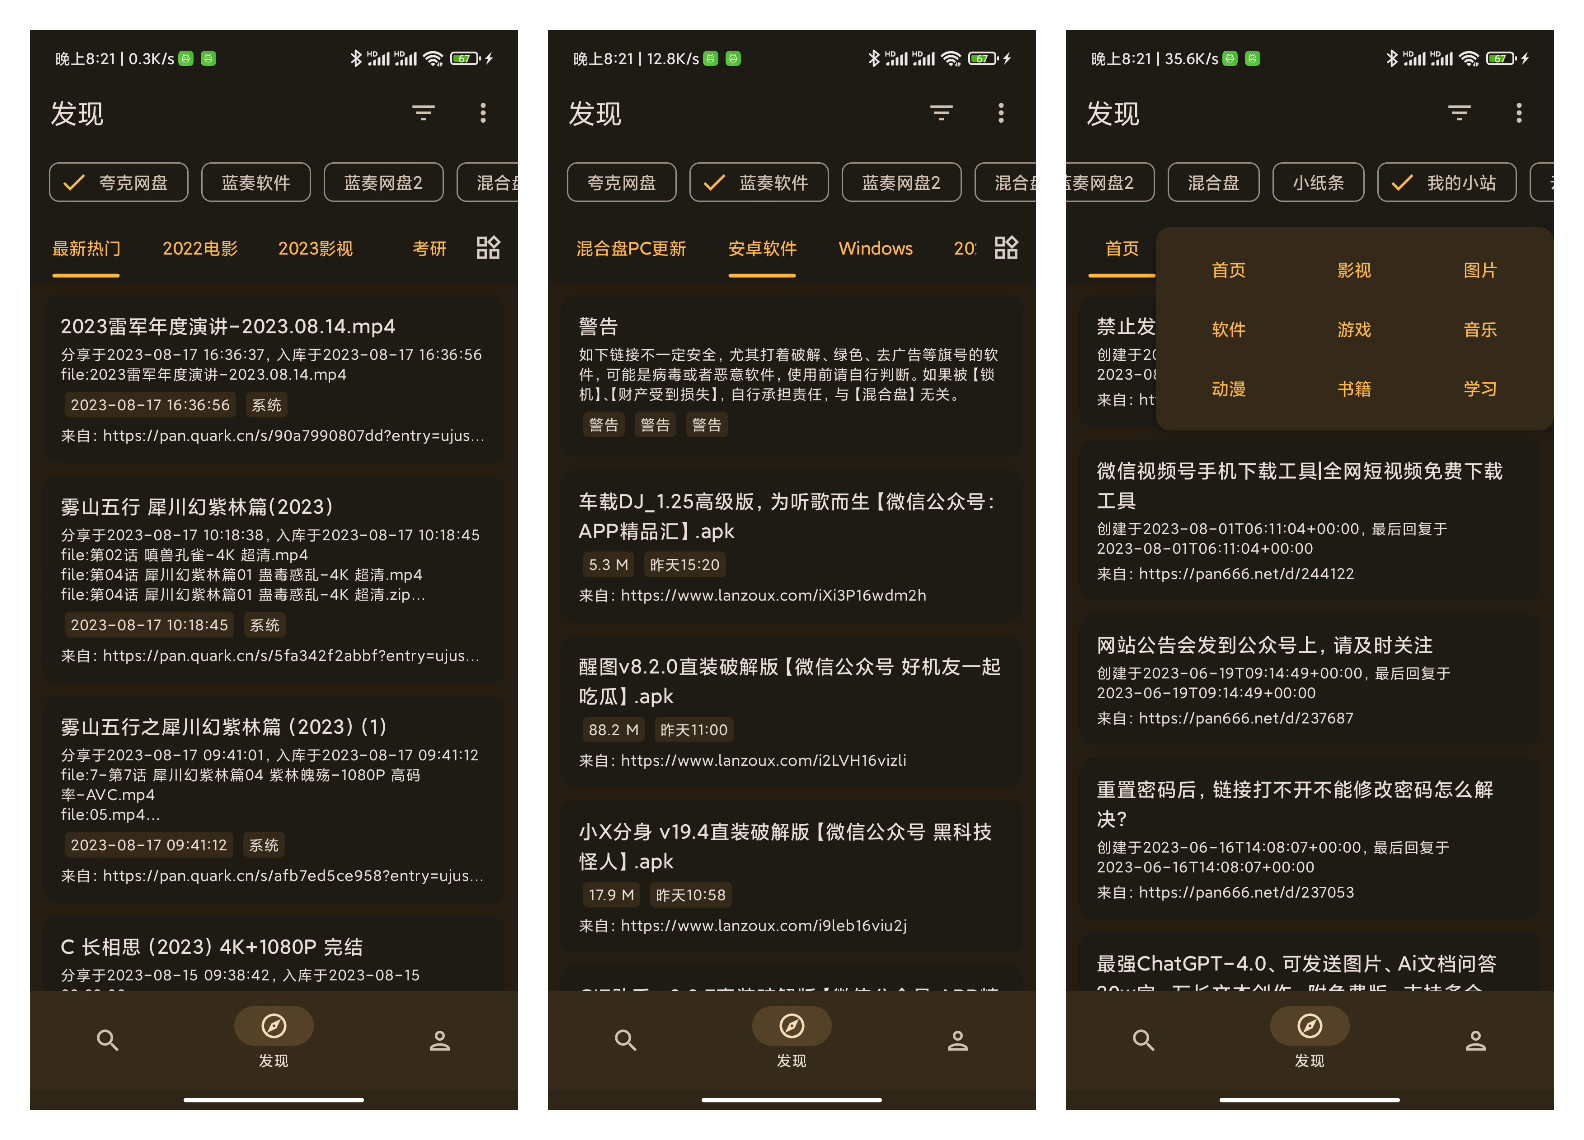 晚上8:21 | 0.3K/s
HD HD 67
发现
夸克网盘 蓝奏软件 蓝奏网盘2 混合
最新热门 2022电影 2023影视 考研
2023雷军年度演讲-2023.08.14.mp4
分享于2023-08-17 16:36:37, 入库于2023-08-17 16:36:56
file:2023雷军年度演讲-2023.08.14.mp4
2023-08-17 16:36:56 系统
来自: https://pan.quark.cn/s/90a7990807dd?entry=ujus...
雾山五行 犀川幻紫林篇(2023)
分享于2023-08-17 10:18:38, 入库于2023-08-17 10:18:45
file:第02话 嗔兽孔雀-4K 超清.mp4
file:第04话 犀川幻紫林篇01 蛊毒惑乱-4K 超清.mp4
file:第04话 犀川幻紫林篇01 蛊毒惑乱-4K 超清.zip...
2023-08-17 10:18:45 系统
来自: https://pan.quark.cn/s/5fa342f2abbf?entry=ujus...
雾山五行之犀川幻紫林篇 (2023) (1)
分享于2023-08-17 09:41:01, 入库于2023-08-17 09:41:12
file:7-第7话 犀川幻紫林篇04 紫林魄殇-1080P 高码
率-AVC.mp4
file:05.mp4...
2023-08-17 09:41:12 系统
来自: https://pan.quark.cn/s/afb7ed5ce958?entry=ujus...
C 长相思 (2023) 4K+1080P 完结
分享于2023-08-15 09:38:42, 入库于2023-08-15
发现
晚上8:21 | 12.8K/s
HD HD 67
发现
夸克网盘 蓝奏软件 蓝奏网盘2 混合
混合盘PC更新 安卓软件 Windows 20
警告
如下链接不一定安全, 尤其打着破解、绿色、去广告等旗号的软
件, 可能是病毒或者恶意软件, 使用前请自行判断。如果被【锁
机】、【财产受到损失】, 自行承担责任, 与【混合盘】无关。
警告 警告 警告
车载DJ_1.25高级版, 为听歌而生【微信公众号:
APP精品汇】.apk
5.3 M 昨天15:20
来自: https://www.lanzoux.com/iXi3P16wdm2h
醒图v8.2.0直装破解版【微信公众号 好机友一起
吃瓜】.apk
88.2 M 昨天11:00
来自: https://www.lanzoux.com/i2LVH16vizli
小X分身 v19.4直装破解版【微信公众号 黑科技
怪人】.apk
17.9 M 昨天10:58
来自: https://www.lanzoux.com/i9leb16viu2j
发现
晚上8:21 | 35.6K/s
HD HD 67
发现
奏网盘2 混合盘 小纸条 我的小站
首页
首页 影视 图片
软件 游戏 音乐
动漫 书籍 学习
禁止发
创建于20
2023-08
来自: ht
微信视频号手机下载工具|全网短视频免费下载
工具
创建于2023-08-01T06:11:04+00:00, 最后回复于
2023-08-01T06:11:04+00:00
来自: https://pan666.net/d/244122
网站公告会发到公众号上, 请及时关注
创建于2023-06-19T09:14:49+00:00, 最后回复于
2023-06-19T09:14:49+00:00
来自: https://pan666.net/d/237687
重置密码后, 链接打不开不能修改密码怎么解
决?
创建于2023-06-16T14:08:07+00:00, 最后回复于
2023-06-16T14:08:07+00:00
来自: https://pan666.net/d/237053
最强ChatGPT-4.0、可发送图片、Ai文档问答
发现